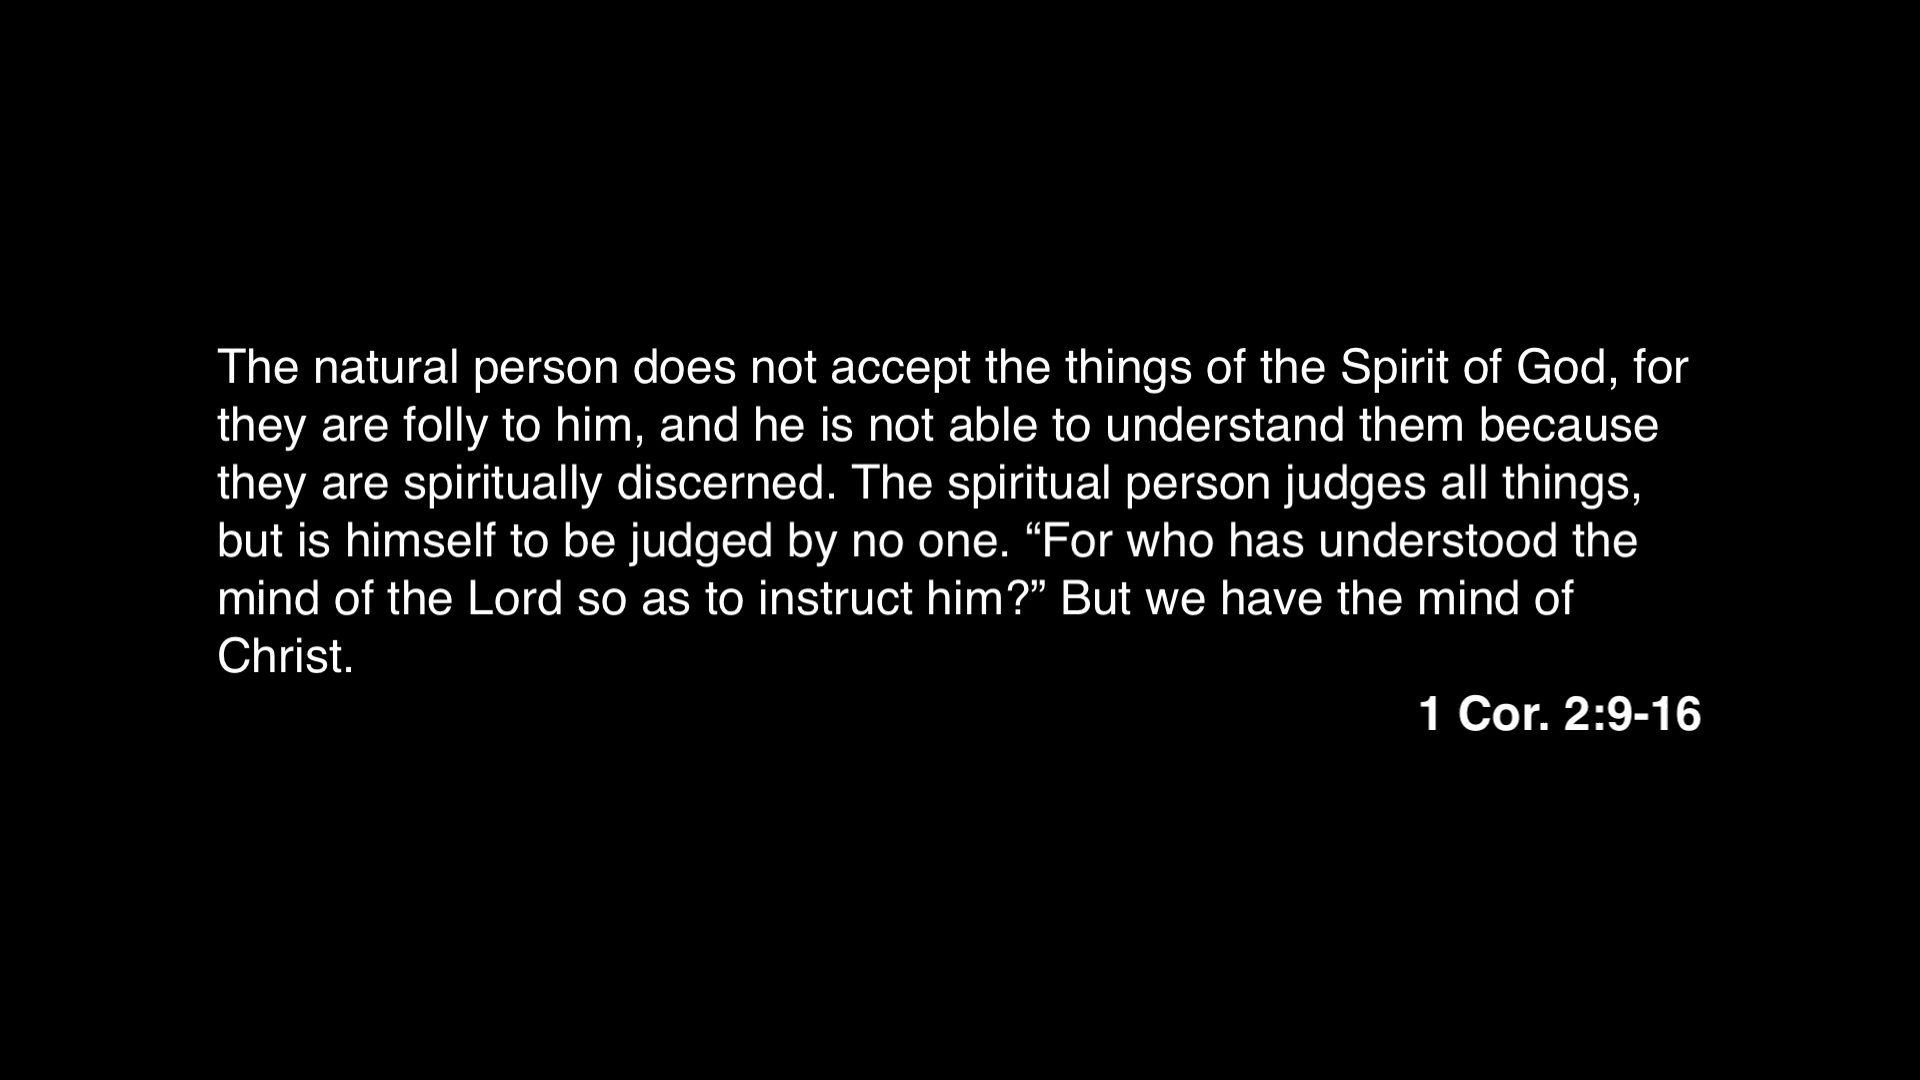 The natural person does not accept the things of the Spirit of God, for
they are folly to him, and he is not able to understand them because
they are spiritually discerned. The spiritual person judges all things,
but is himself to be judged by no one. “For who has understood the
mind of the Lord so as to instruct him?” But we have the mind of
Christ.
1 Cor. 2:9-16